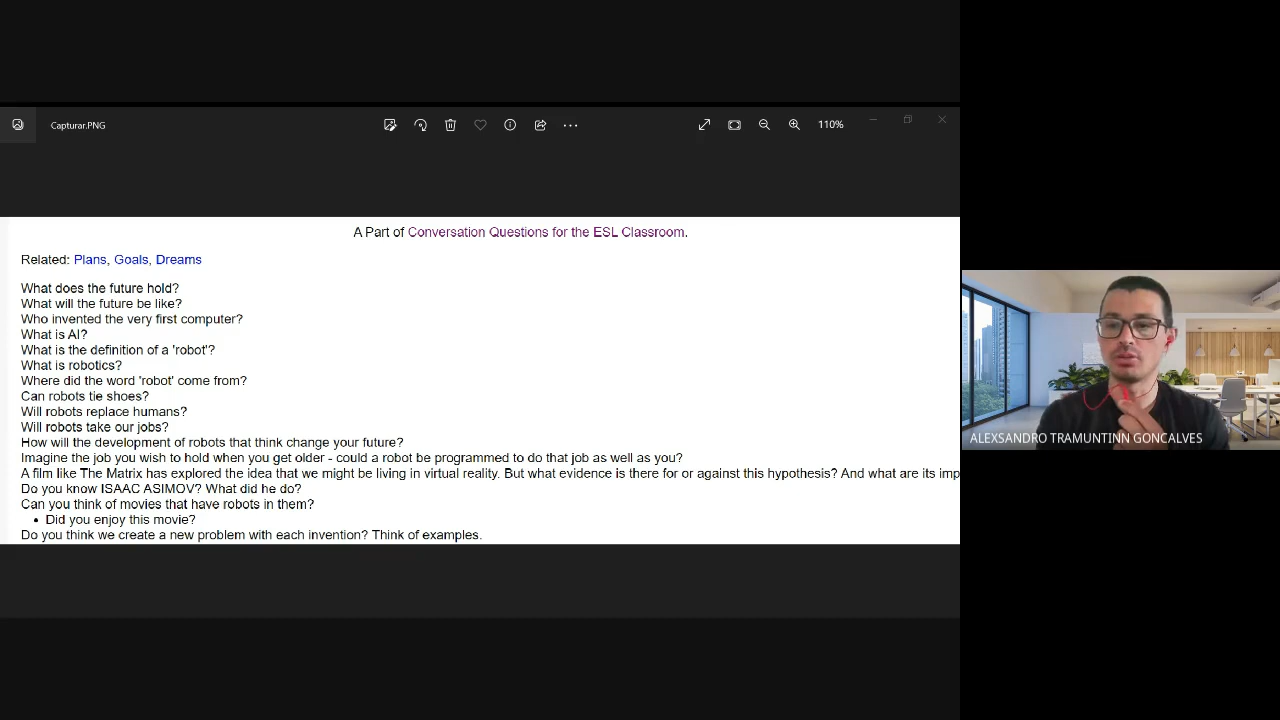 Capturar.PNG
110%
A Part of Conversation Questions for the ESL Classroom.
Related: Plans, Goals, Dreams
What does the future hold?
What will the future be like?
Who invented the very first computer?
What is AI?
What is the definition of a 'robot'?
What is robotics?
Where did the word 'robot' come from?
Can robots tie shoes?
Will robots replace humans?
Will robots take our jobs?
How will the development of robots that think change your future?
Imagine the job you wish to hold when you get older - could a robot be programmed to do that job as well as you?
A film like The Matrix has explored the idea that we might be living in virtual reality. But what evidence is there for or against this hypothesis? And what are its imp
Do you know ISAAC ASIMOV? What did he do?
Can you think of movies that have robots in them?
• Did you enjoy this movie?
Do you think we create a new problem with each invention? Think of examples.
ALEXSANDRO TRAMUNTINN GONCALVES